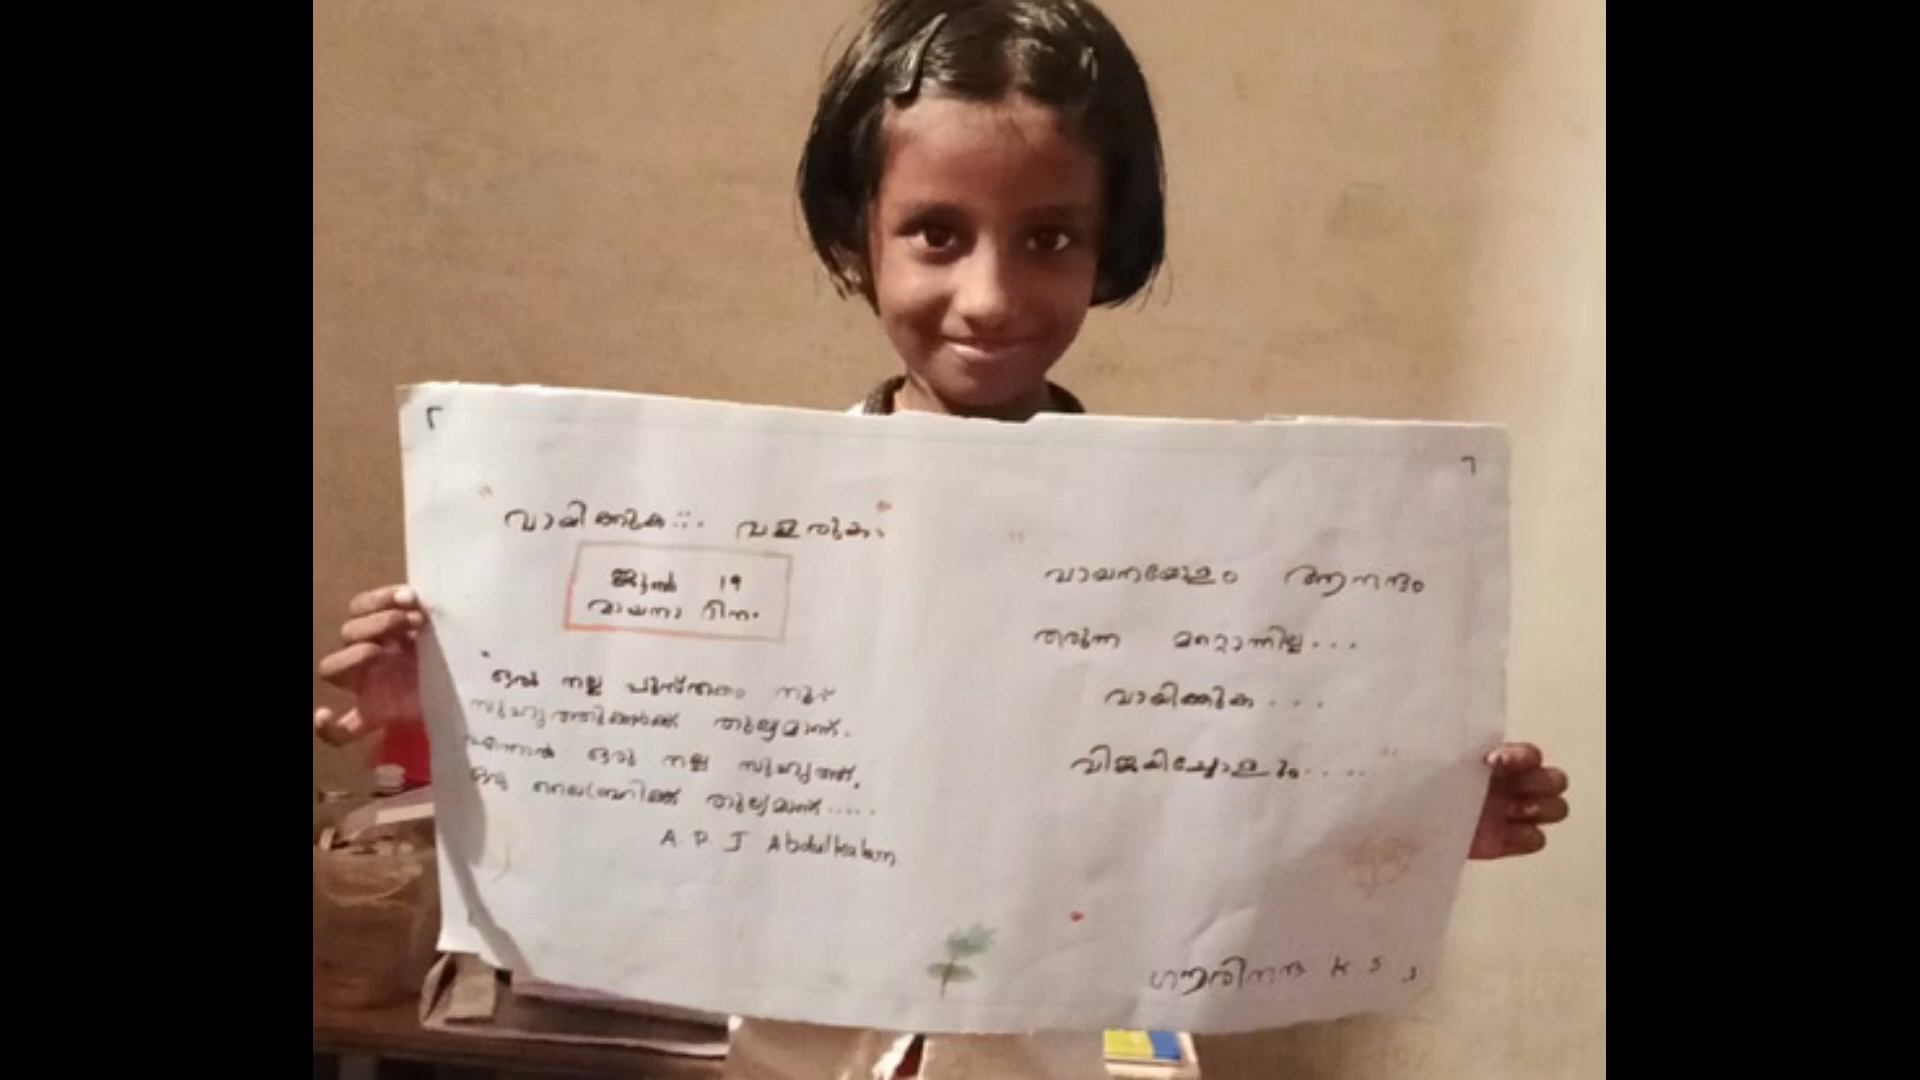 "വായിക്കുക... വളരുക"
ജൂൺ 19
വായനാ ദിനം
"ഒരു നല്ല പുസ്തകം നൂറ്
സുഹൃത്തുക്കൾക്ക് തുല്യമാണ്.
എന്നാൽ ഒരു നല്ല സുഹൃത്ത്,
ഒരു ലൈബ്രറിക്ക് തുല്യമാണ്.....
A P J Abdulkalam
"വായനയോളം ആനന്ദം
തരുന്ന മറ്റൊന്നില്ല...
വായിക്കുക...
വിജയിച്ചോളും....."
ഗൗരിനന്ദ K.S